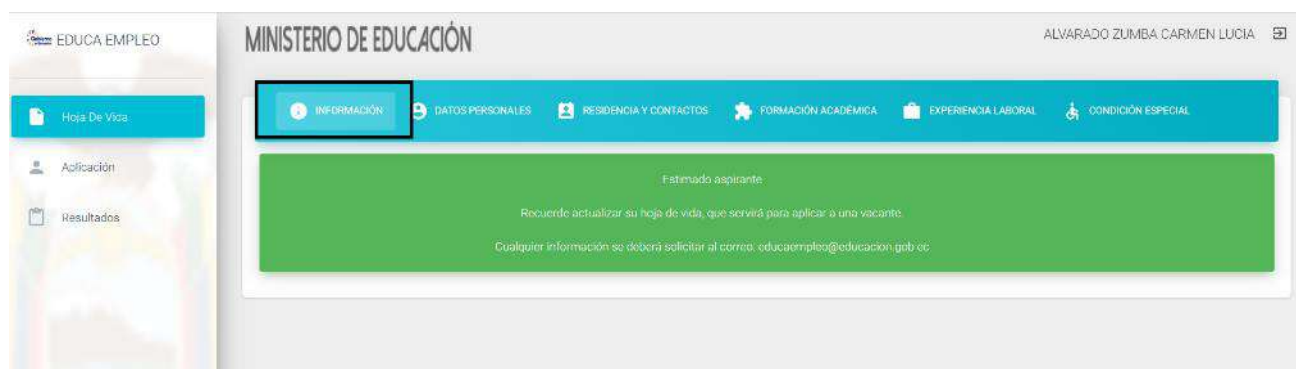 EDUCA EMPLEO
MINISTERIO DE EDUCACIÓN
ALVARADO ZUMBA CARMEN LUCIA
Hoja De Vida
Aplicación
Resultados
INFORMACIÓN
DATOS PERSONALES
RESIDENCIA Y CONTACTOS
FORMACIÓN ACADÉMICA
EXPERIENCIA LABORAL
CONDICIÓN ESPECIAL
Estimado aspirante
Recuerde actualizar su hoja de vida, que servirá para aplicar a una vacante.
Cualquier información se deberá solicitar al correo: educaempleo@educacion.gob.ec